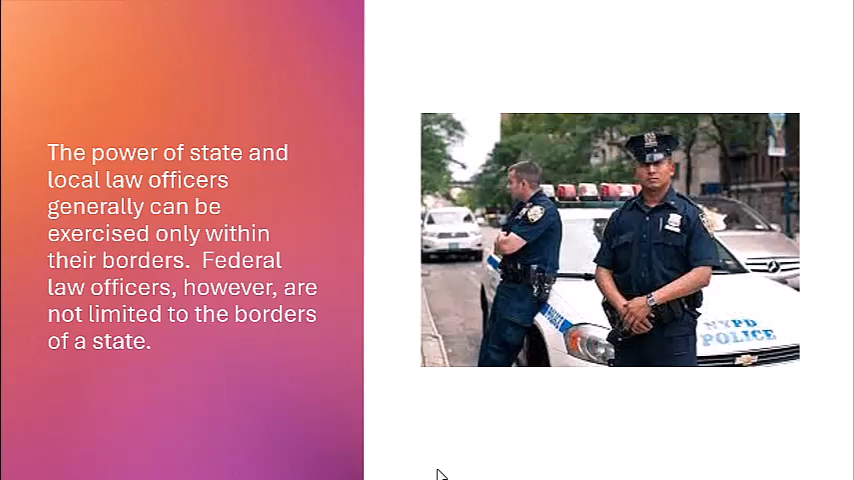 The power of state and
local law officers
generally can be
exercised only within
their borders.  Federal
law officers, however, are
not limited to the borders
of a state.
NYPD
POLICE